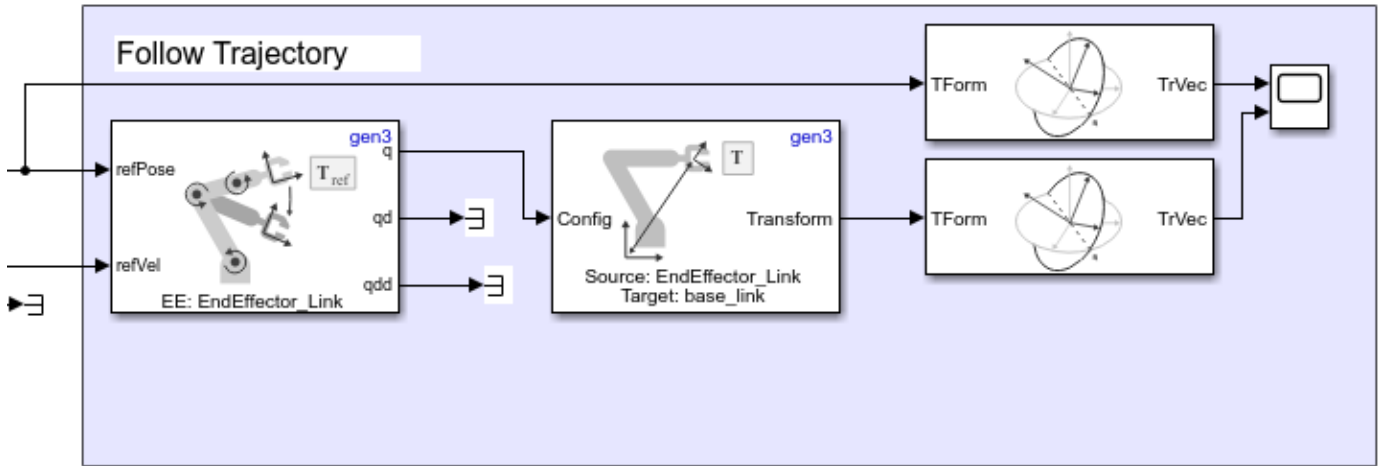 Follow Trajectory
TForm
TrVec
gen3
q
refPose
T ref
qd
refVel
qdd
EE: EndEffector_Link
gen3
T
Config
Transform
Source: EndEffector_Link
Target: base_link
TForm
TrVec